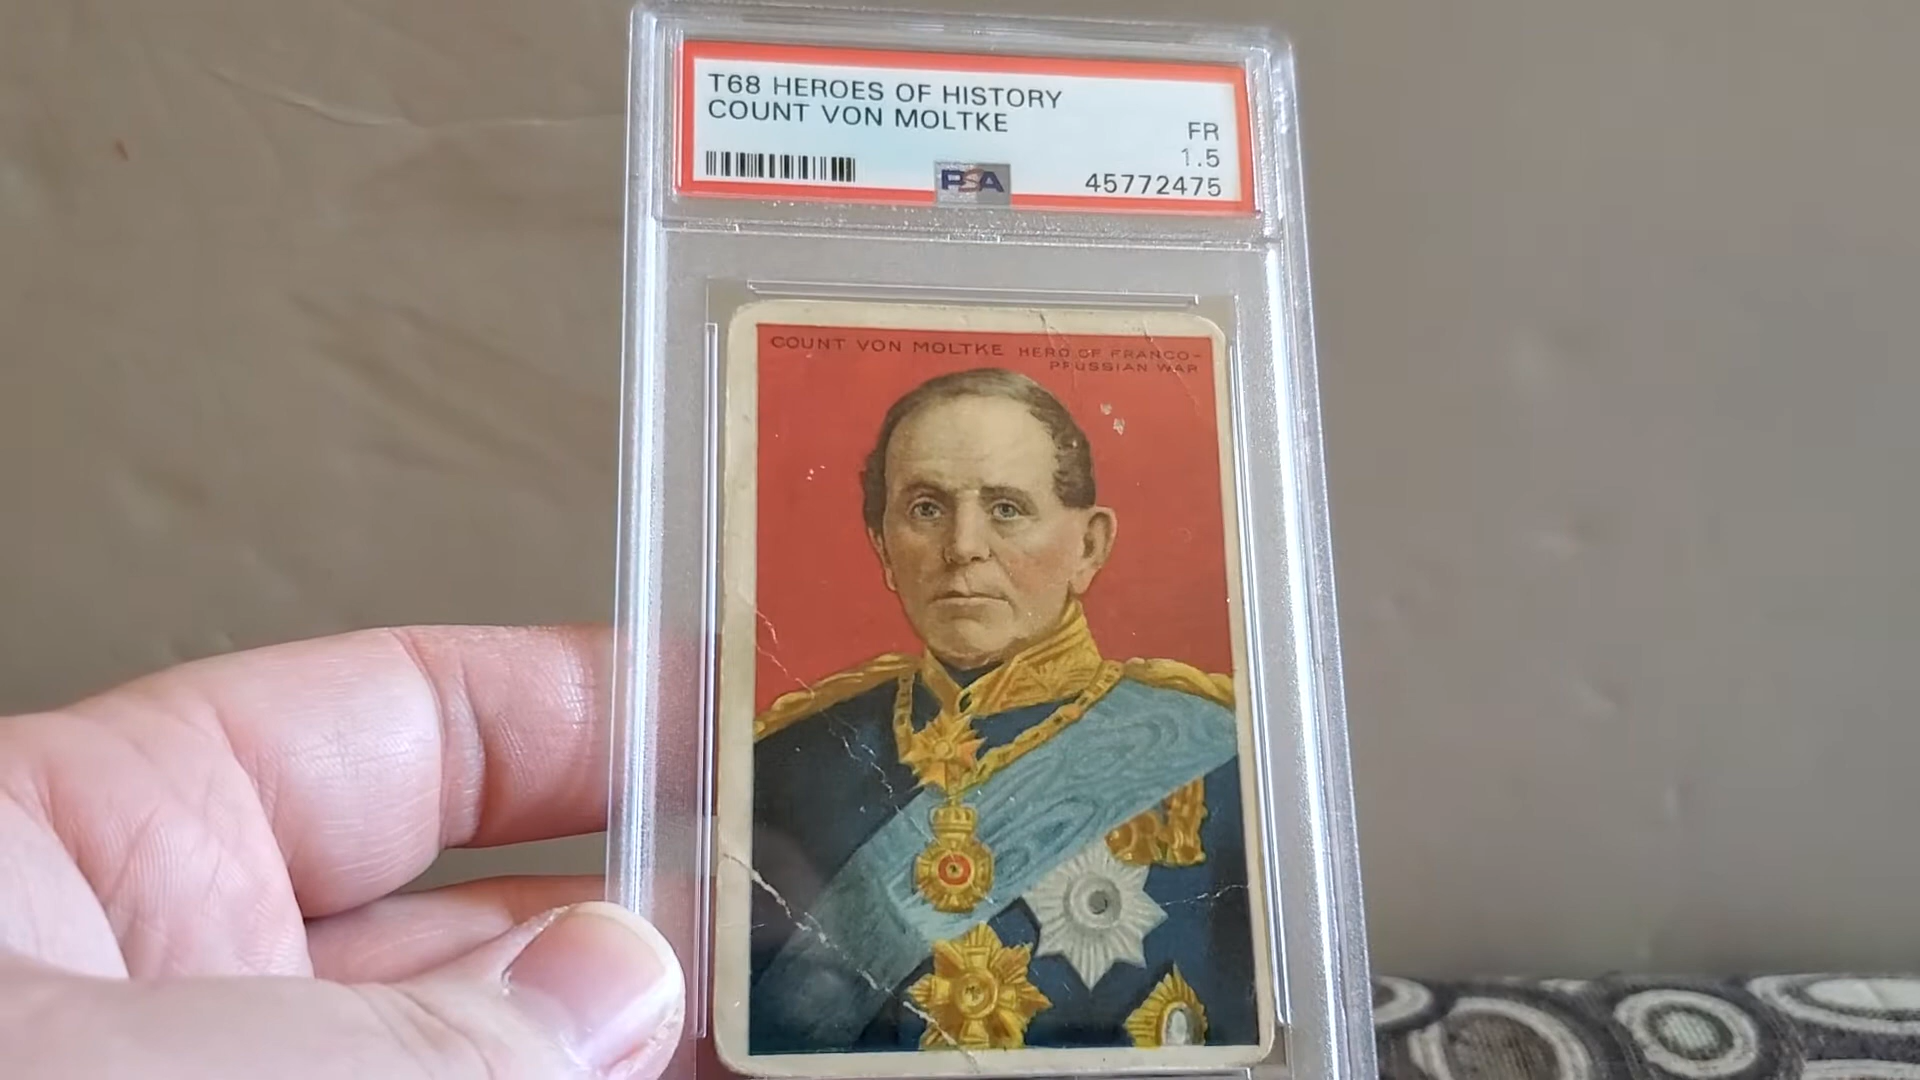 T68 HEROES OF HISTORY
COUNT VON MOLTKE
FR
1.5
PSA
45772475
COUNT VON MOLTKE HERO OF FRANCO-
PRUSSIAN WAR